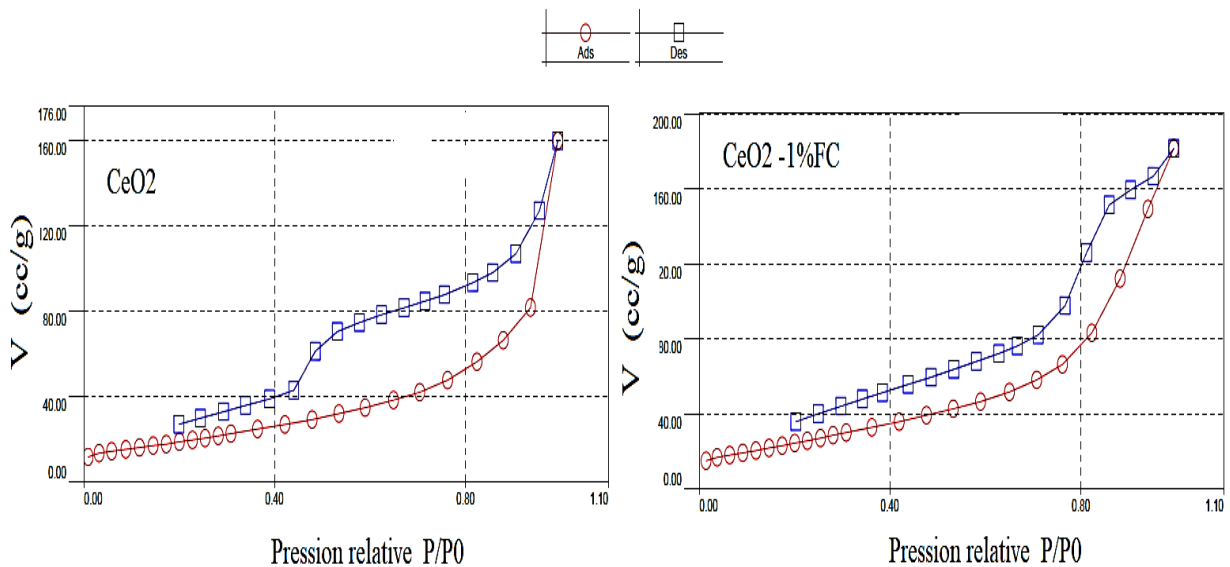 Ads Des
176.00
160.00
120.00
80.00
40.00
0.00
V (cc/g)
CeO2
0.00 0.40 0.80 1.10
Pression relative P/P0
200.00
160.00
20.00
80.00
40.00
0.00
V (cc/g)
CeO2 -1%FC
0.00 0.40 0.80 1.10
Pression relative P/P0